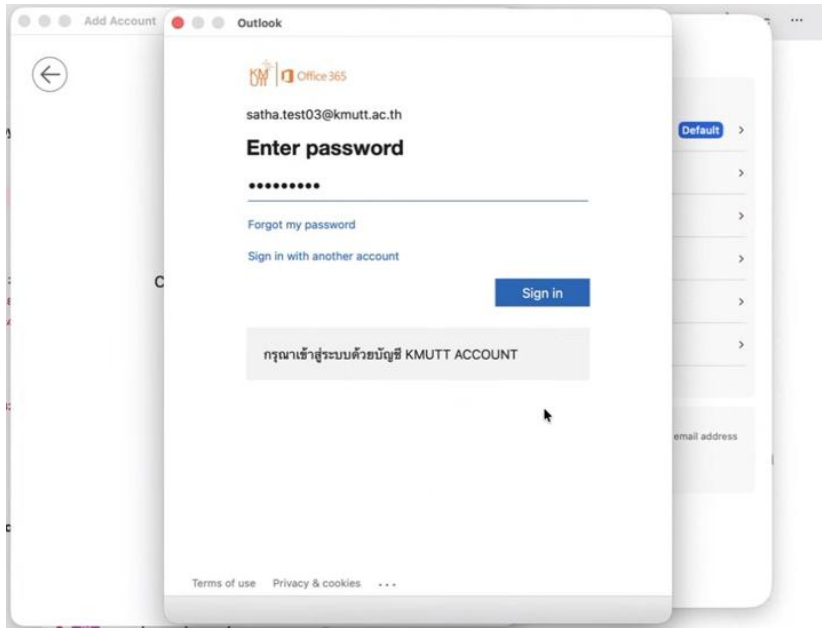 Add Account
Outlook
KMUTT Office 365
satha.test03@kmutt.ac.th
Enter password
•••••••••
Forgot my password
Sign in with another account
Sign in
กรุณาเข้าสู่ระบบด้วยบัญชี KMUTT ACCOUNT
Default
email address
Terms of use Privacy & cookies ...